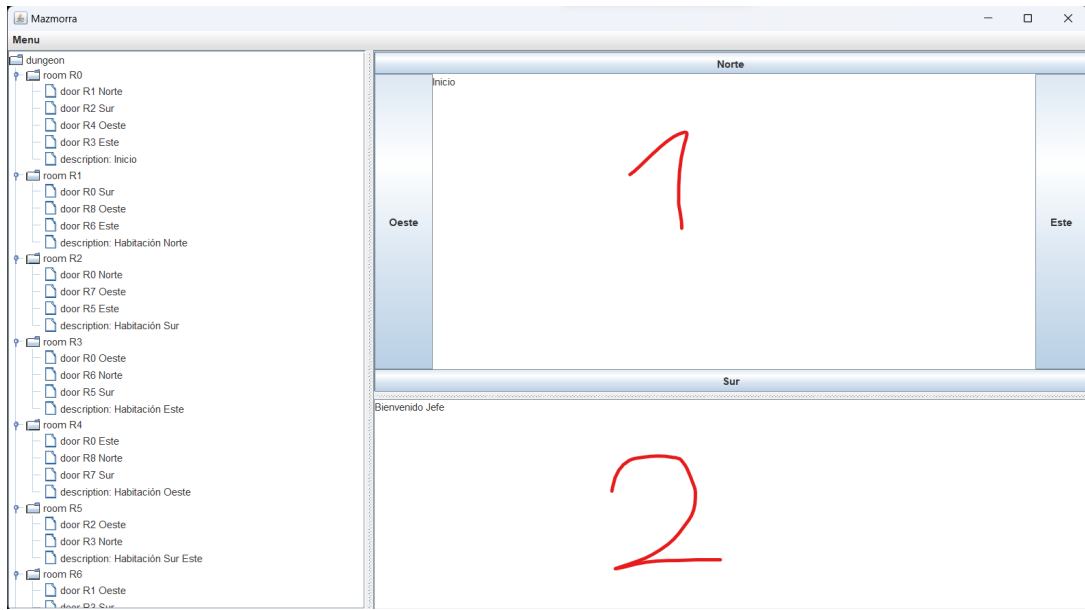 Mazmorra
Menu
dungeon
room R0
door R1 Norte
door R2 Sur
door R4 Oeste
door R3 Este
description: Inicio
room R1
door R0 Sur
door R8 Oeste
door R6 Este
description: Habitación Norte
room R2
door R0 Norte
door R7 Oeste
door R5 Este
description: Habitación Sur
room R3
door R0 Oeste
door R6 Norte
door R5 Sur
description: Habitación Este
room R4
door R0 Este
door R8 Norte
door R7 Sur
description: Habitación Oeste
room R5
door R2 Oeste
door R3 Norte
description: Habitación Sur Este
room R6
door R1 Oeste
door R3 Sur
Norte
Inicio
1
Oeste
Este
Sur
Bienvenido Jefe
2